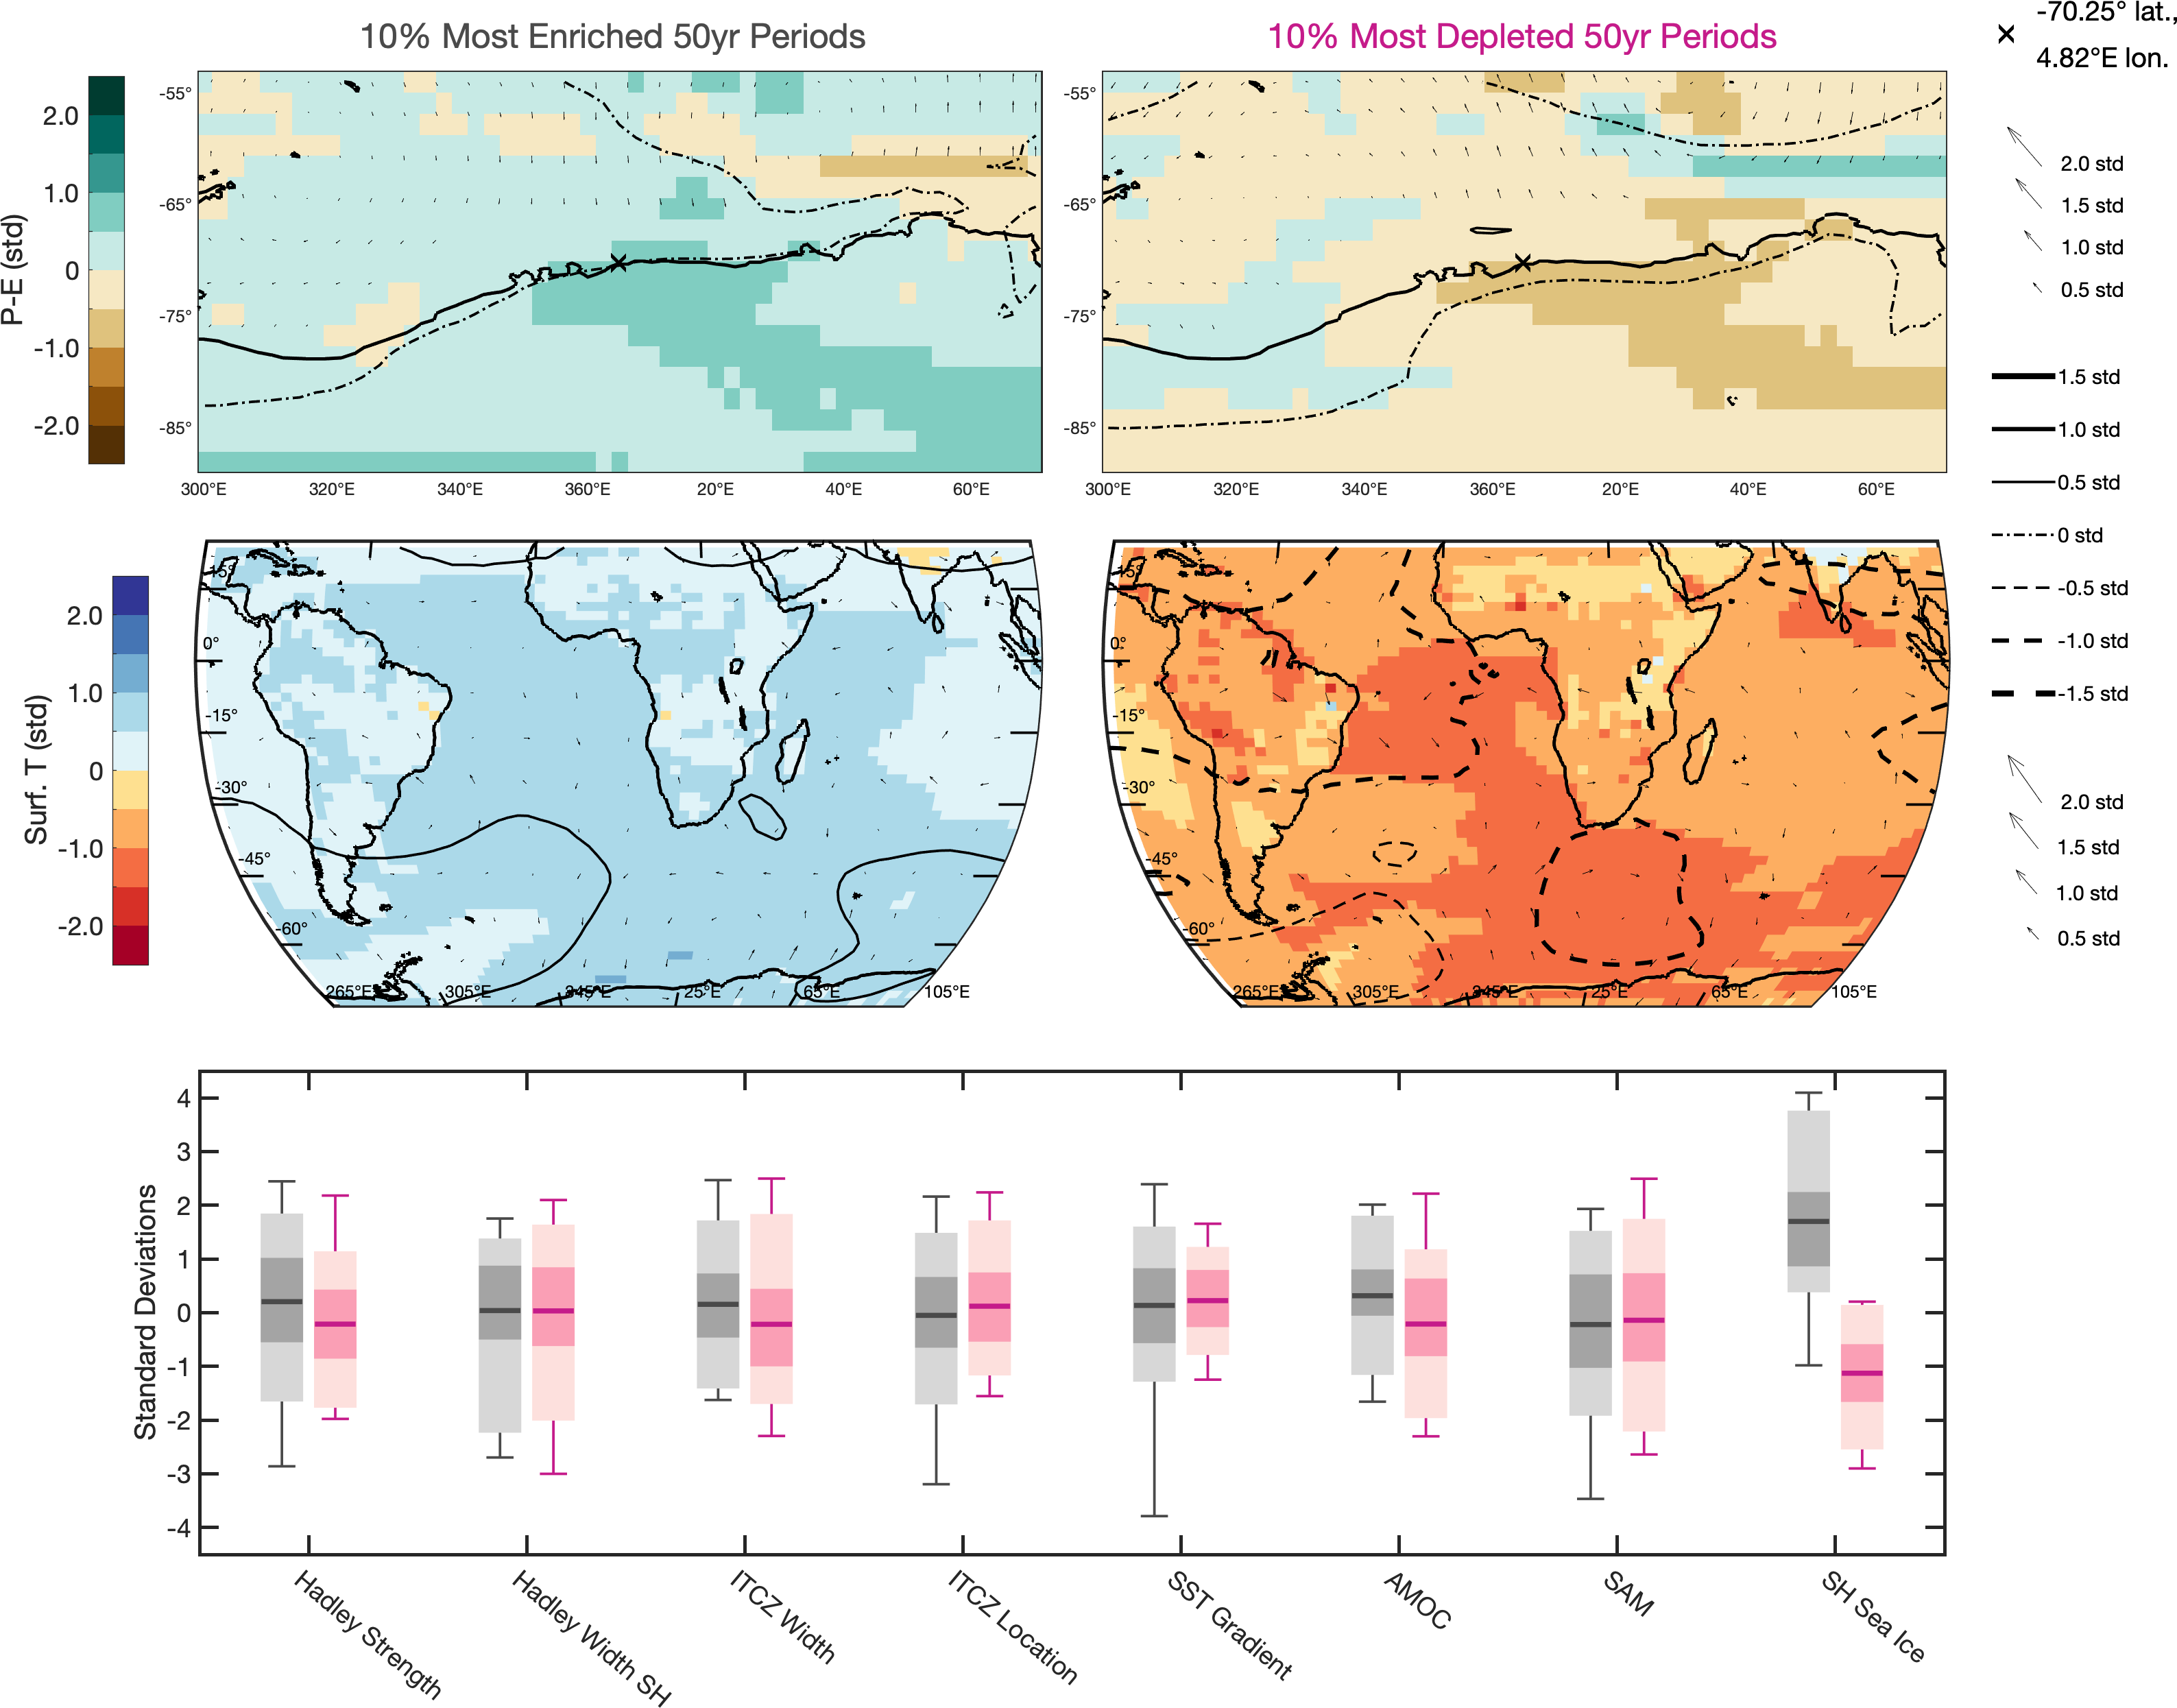 10% Most Enriched 50yr Periods
10% Most Depleted 50yr Periods
-70.25° lat.,
4.82°E lon.
P-E (std)
2.0
1.0
0
-1.0
-2.0
-55°
-65°
-75°
-85°
300°E 320°E 340°E 360°E 20°E 40°E 60°E
-55°
-65°
-75°
-85°
300°E 320°E 340°E 360°E 20°E 40°E 60°E
2.0 std
1.5 std
1.0 std
0.5 std
1.5 std
1.0 std
0.5 std
0 std
-0.5 std
-1.0 std
-1.5 std
2.0 std
1.5 std
1.0 std
0.5 std
Surf. T (std)
2.0
1.0
0
-1.0
-2.0
15°
0°
-15°
-30°
-45°
-60°
265°E 305°E 345°E 25°E 65°E 105°E
15°
0°
-15°
-30°
-45°
-60°
265°E 305°E 345°E 25°E 65°E 105°E
Standard Deviations
4
3
2
1
0
-1
-2
-3
-4
Hadley Strength
Hadley Width SH
ITCZ Width
ITCZ Location
SST Gradient
AMOC
SAM
SH Sea Ice